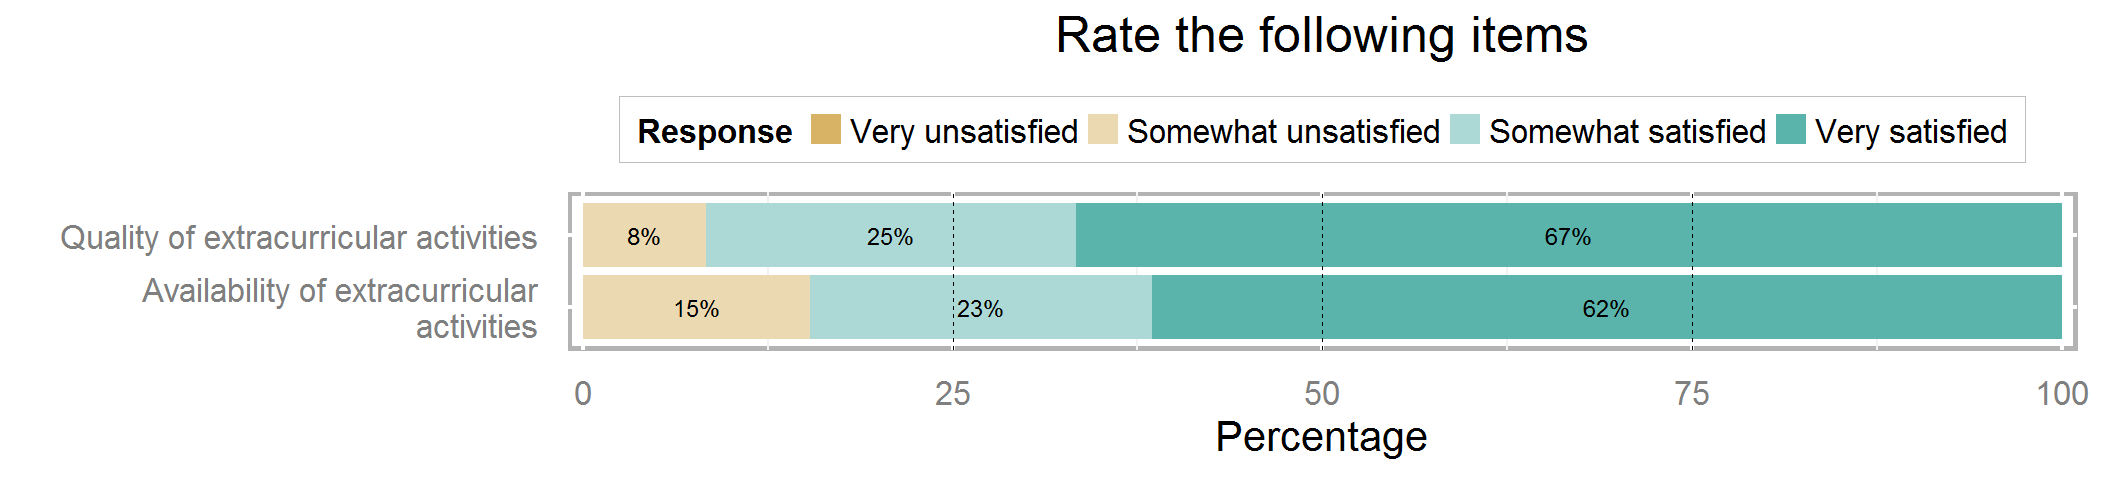 Rate the following items
Response Very unsatisfied Somewhat unsatisfied Somewhat satisfied Very satisfied
Quality of extracurricular activities
8% 25% 67%
Availability of extracurricular
activities
15% 23% 62%
0 25 50 75 100
Percentage